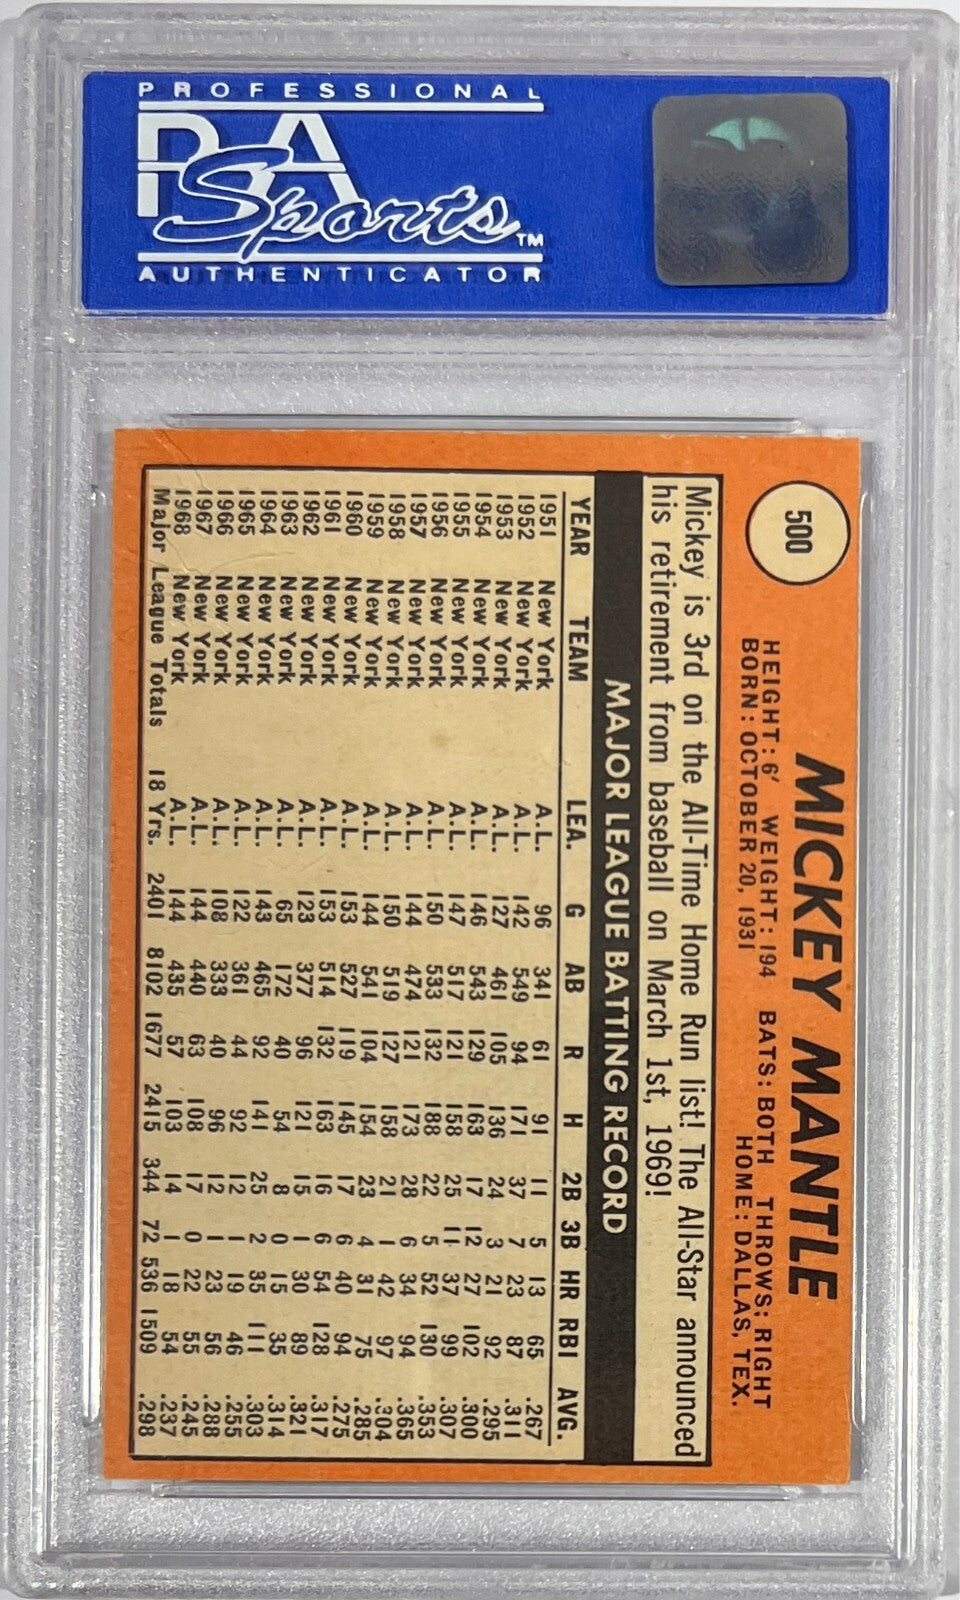 PROFESSIONAL
PSA
Sports™
AUTHENTICATOR
500
MICKEY MANTLE
HEIGHT: 6' WEIGHT: 194 BATS: BOTH THROWS: RIGHT
BORN: OCTOBER 20, 1931 HOME: DALLAS, TEX.
Mickey is 3rd on the All-Time Home Run list! The All-Star announced
his retirement from baseball on March 1st, 1969!
MAJOR LEAGUE BATTING RECORD
YEAR TEAM LEA. G AB R H 2B 3B HR RBI AVG.
1951 New York A.L. 96 341 61 91 11 5 13 65 .267
1952 New York A.L. 142 549 94 171 37 7 23 87 .311
1953 New York A.L. 127 461 105 136 24 3 21 92 .295
1954 New York A.L. 146 543 129 163 17 12 27 102 .300
1955 New York A.L. 147 517 121 158 25 11 37 99 .307
1956 New York A.L. 150 533 132 188 22 5 52 130 .353
1957 New York A.L. 144 474 121 173 28 6 34 94 .365
1958 New York A.L. 150 519 127 158 21 1 42 97 .304
1959 New York A.L. 144 541 104 154 23 4 31 75 .285
1960 New York A.L. 153 527 119 145 17 6 40 94 .275
1961 New York A.L. 153 514 132 163 16 6 54 128 .317
1962 New York A.L. 123 377 96 121 15 1 30 89 .321
1963 New York A.L. 65 172 40 54 8 0 15 35 .314
1964 New York A.L. 143 465 92 141 25 2 35 111 .303
1965 New York A.L. 122 361 44 92 12 1 19 46 .255
1966 New York A.L. 108 333 40 96 12 1 23 56 .288
1967 New York A.L. 144 440 63 108 17 0 22 55 .245
1968 New York A.L. 144 435 57 103 14 1 18 54 .237
Major League Totals 18 Yrs. 2401 8102 1677 2415 344 72 536 1509 .298